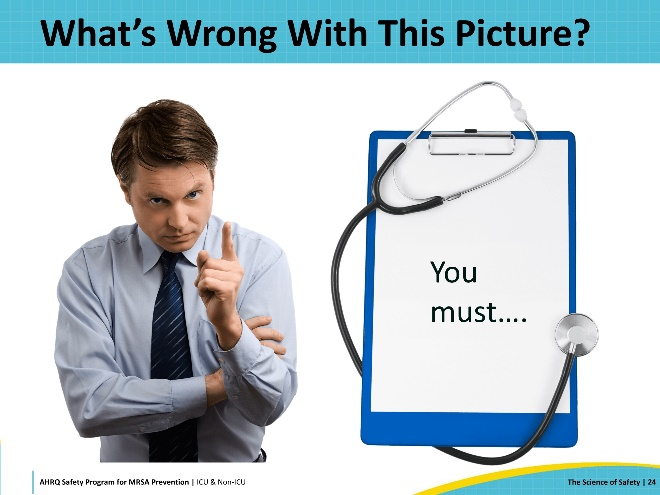 What’s Wrong With This Picture?
You
must….
AHRQ Safety Program for MRSA Prevention | ICU & Non-ICU
The Science of Safety | 24